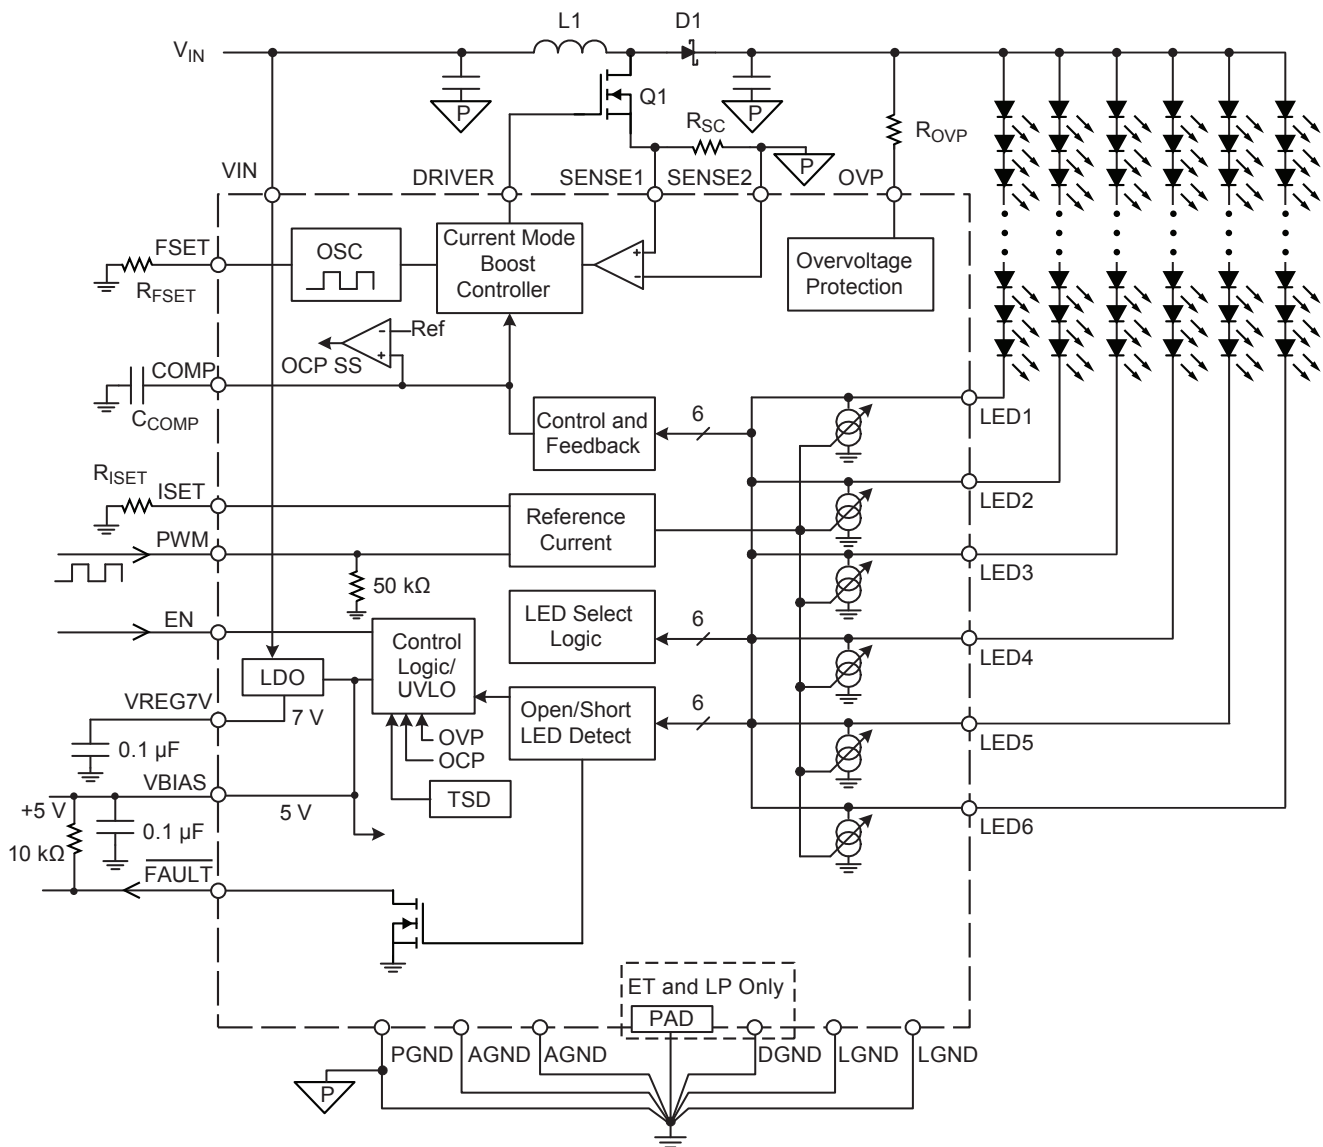 L1
D1
VIN
P
P
Q1
RSC
ROVP
P
VIN
DRIVER
SENSE1
SENSE2
OVP
FSET
RFSET
OSC
Current Mode
Boost
Controller
+
-
Overvoltage
Protection
-
Ref
+
OCP SS
COMP
CCOMP
Control and
Feedback
6
LED1
RISET
ISET
Reference
Current
LED2
PWM
50 kΩ
LED3
EN
Control
Logic/
UVLO
LED Select
Logic
6
LED4
LDO
VREG7V
7 V
0.1 µF
Open/Short
LED Detect
6
LED5
OVP
OCP
TSD
VBIAS
5 V
+5 V
0.1 µF
10 kΩ
LED6
FAULT
ET and LP Only
PAD
PGND
AGND
AGND
DGND
LGND
LGND
P